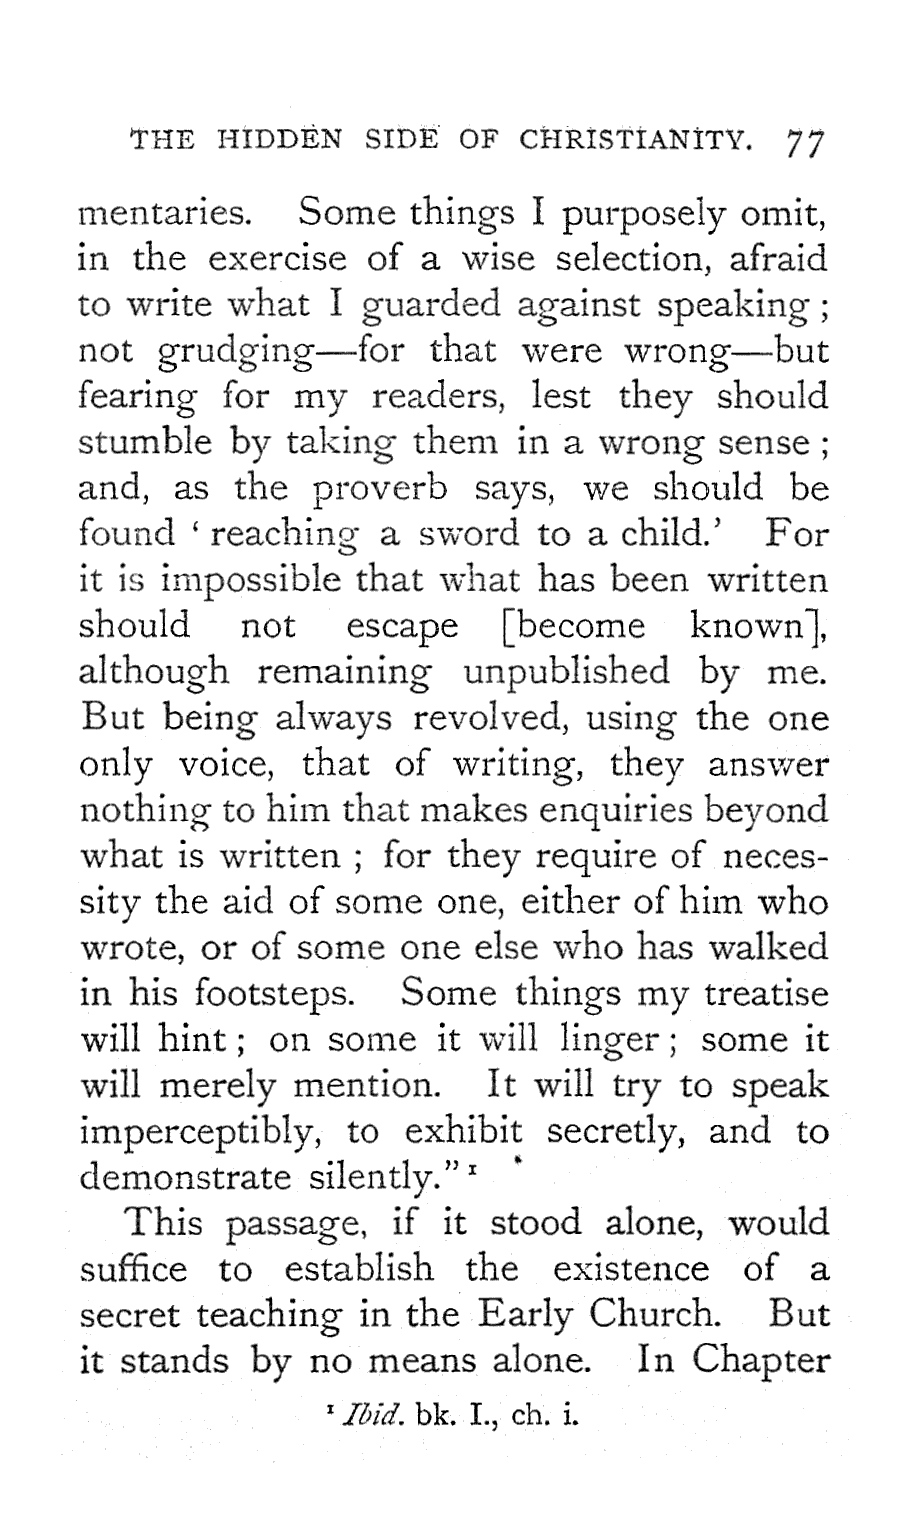 THE HIDDEN SIDE OF CHRISTIANITY. 77
mentaries. Some things I purposely omit,
in the exercise of a wise selection, afraid
to write what I guarded against speaking ;
not grudging—for that were wrong—but
fearing for my readers, lest they should
stumble by taking them in a wrong sense ;
and, as the proverb says, we should be
found ‘ reaching a sword to a child.’ For
it is impossible that what has been written
should not escape [become known],
although remaining unpublished by me.
But being always revolved, using the one
only voice, that of writing, they answer
nothing to him that makes enquiries beyond
what is written ; for they require of neces-
sity the aid of some one, either of him who
wrote, or of some one else who has walked
in his footsteps. Some things my treatise
will hint ; on some it will linger ; some it
will merely mention. It will try to speak
imperceptibly, to exhibit secretly, and to
demonstrate silently.” ¹
This passage, if it stood alone, would
suffice to establish the existence of a
secret teaching in the Early Church. But
it stands by no means alone. In Chapter
¹ Ibid. bk. I., ch. i.